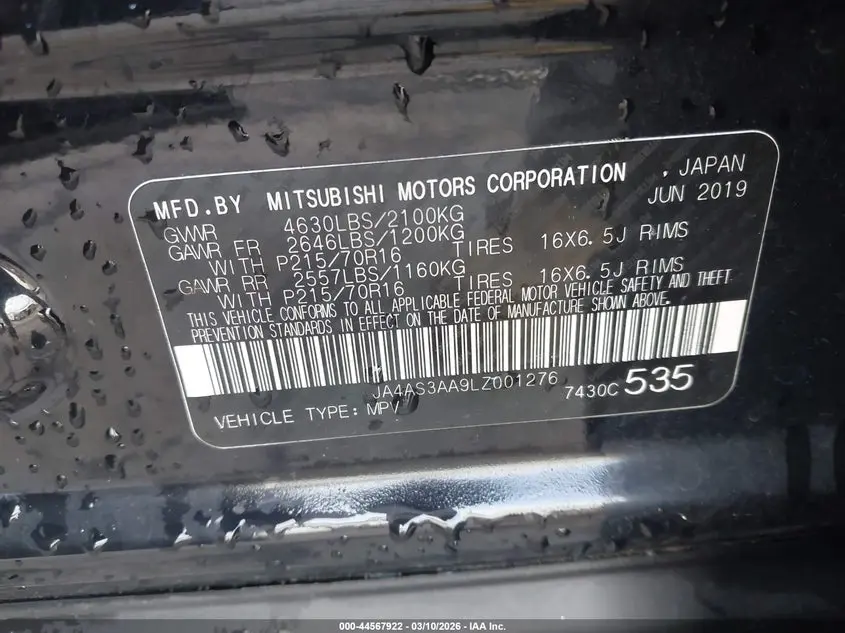 MFD.BY MITSUBISHI MOTORS CORPORATION , JAPAN
JUN 2019
GWWR 4630LBS/2100KG
GAWR FR 2646LBS/1200KG
WITH P215/70R16 TIRES 16X6.5J RIMS
GAWR RR 2557LBS/1160KG
WITH P215/70R16 TIRES 16X6.5J RIMS
THIS VEHICLE CONFORMS TO ALL APPLICABLE FEDERAL MOTOR VEHICLE SAFETY AND THEFT
PREVENTION STANDARDS IN EFFECT ON THE DATE OF MANUFACTURE SHOWN ABOVE.
JA4AS3AA9LZ001276
7430C 535
VEHICLE TYPE: MPV
000-44567922 — 03/10/2026 — IAA Inc.